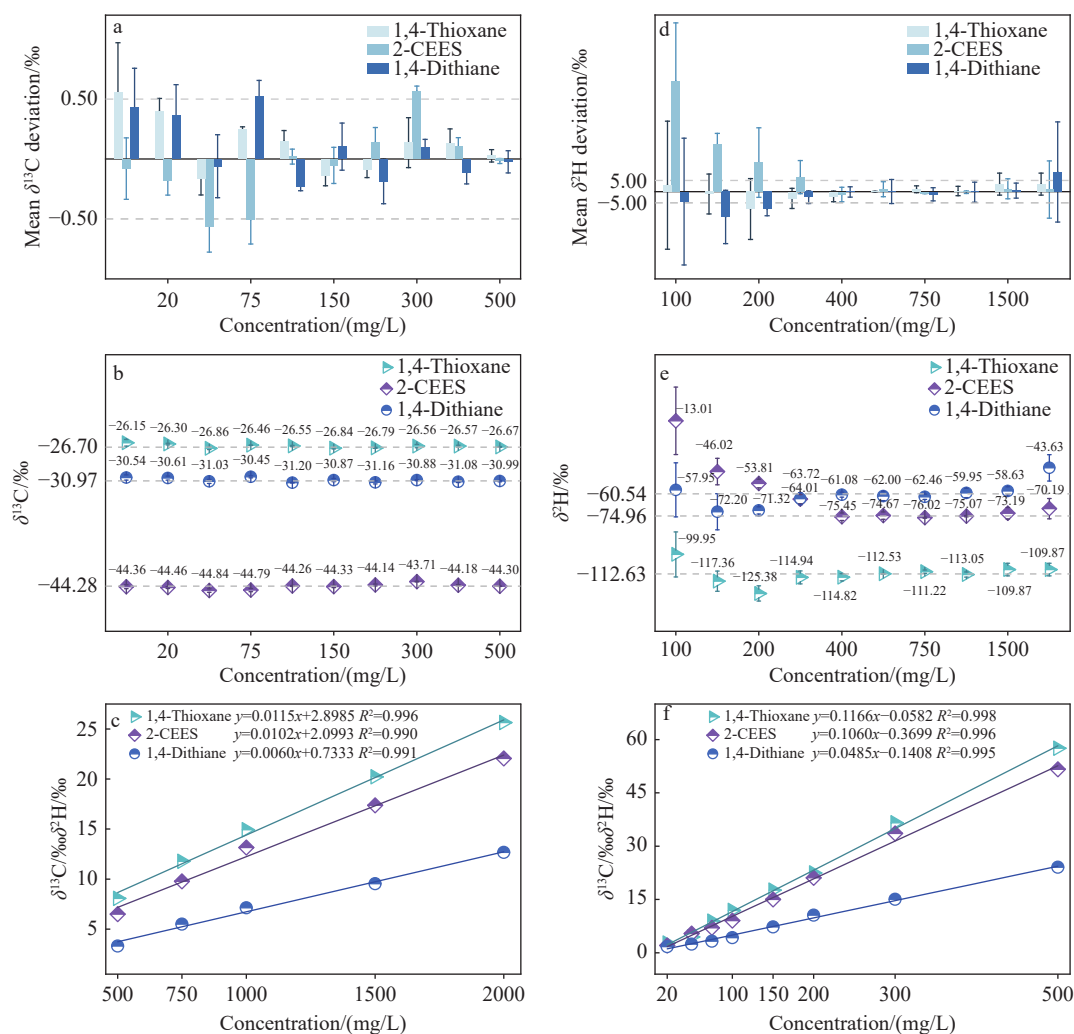 a
1,4-Thioxane
2-CEES
1,4-Dithiane
0.50
−0.50
Mean δ¹³C deviation/‰
20 75 150 300 500
Concentration/(mg/L)
d
1,4-Thioxane
2-CEES
1,4-Dithiane
5.00
−5.00
Mean δ²H deviation/‰
100 200 400 750 1500
Concentration/(mg/L)
b
1,4-Thioxane
2-CEES
1,4-Dithiane
−26.15 −26.30 −26.86 −26.46 −26.55 −26.84 −26.79 −26.56 −26.57 −26.67
−26.70
−30.54 −30.61 −31.03 −30.45 −31.20 −30.87 −31.16 −30.88 −31.08 −30.99
−30.97
δ¹³C/‰
−44.36 −44.46 −44.84 −44.79 −44.26 −44.33 −44.14 −43.71 −44.18 −44.30
−44.28
20 75 150 300 500
Concentration/(mg/L)
e
1,4-Thioxane
2-CEES
1,4-Dithiane
−13.01
−46.02
−53.81
−63.72
−64.01
−57.95
−72.20
−71.32
−61.08
−62.00
−62.46
−59.95
−58.63
−43.63
−60.54
−75.45
−74.67
−76.02
−75.07
−73.19
−70.19
−74.96
δ²H/‰
−99.95
−117.36
−125.38
−114.94
−114.82
−112.53
−111.22
−113.05
−109.87
−109.87
−112.63
100 200 400 750 1500
Concentration/(mg/L)
c
1,4-Thioxane y=0.0115x+2.8985 R²=0.996
2-CEES y=0.0102x+2.0993 R²=0.990
1,4-Dithiane y=0.0060x+0.7333 R²=0.991
25
20
15
10
5
δ¹³C/‰δ²H/‰
500 750 1000 1500 2000
Concentration/(mg/L)
f
1,4-Thioxane y=0.1166x−0.0582 R²=0.998
2-CEES y=0.1060x−0.3699 R²=0.996
1,4-Dithiane y=0.0485x−0.1408 R²=0.995
60
45
30
15
0
δ¹³C/‰δ²H/‰
20 100 150 200 300 500
Concentration/(mg/L)